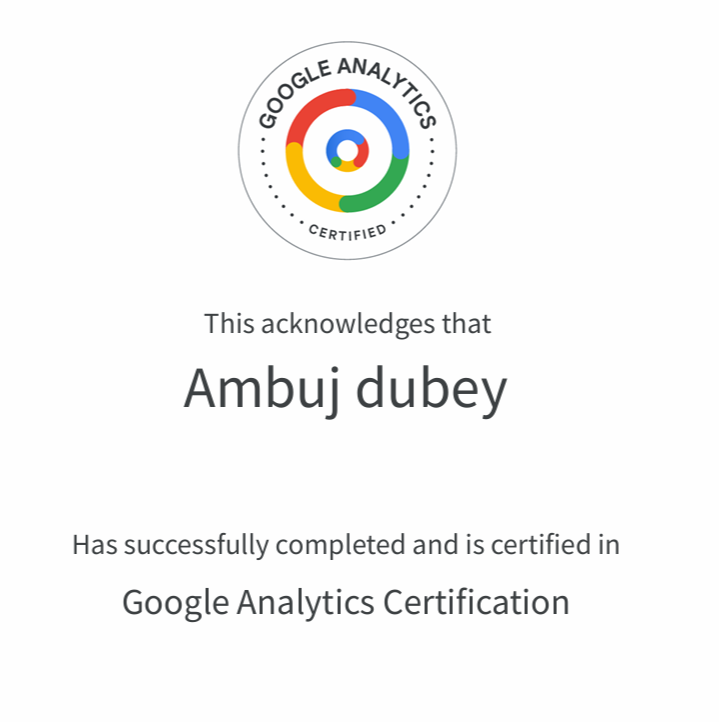 GOOGLE ANALYTICS
CERTIFIED
This acknowledges that
Ambuj dubey
Has successfully completed and is certified in
Google Analytics Certification